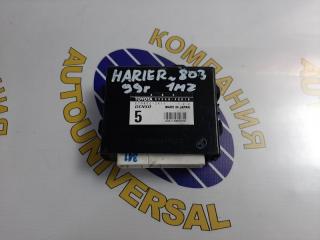 КОМПАНИЯ
AUTOUNIVERSAL
HARIER - 803
99г 1MZ
TOYOTA
DENSO
MADE IN JAPAN
5